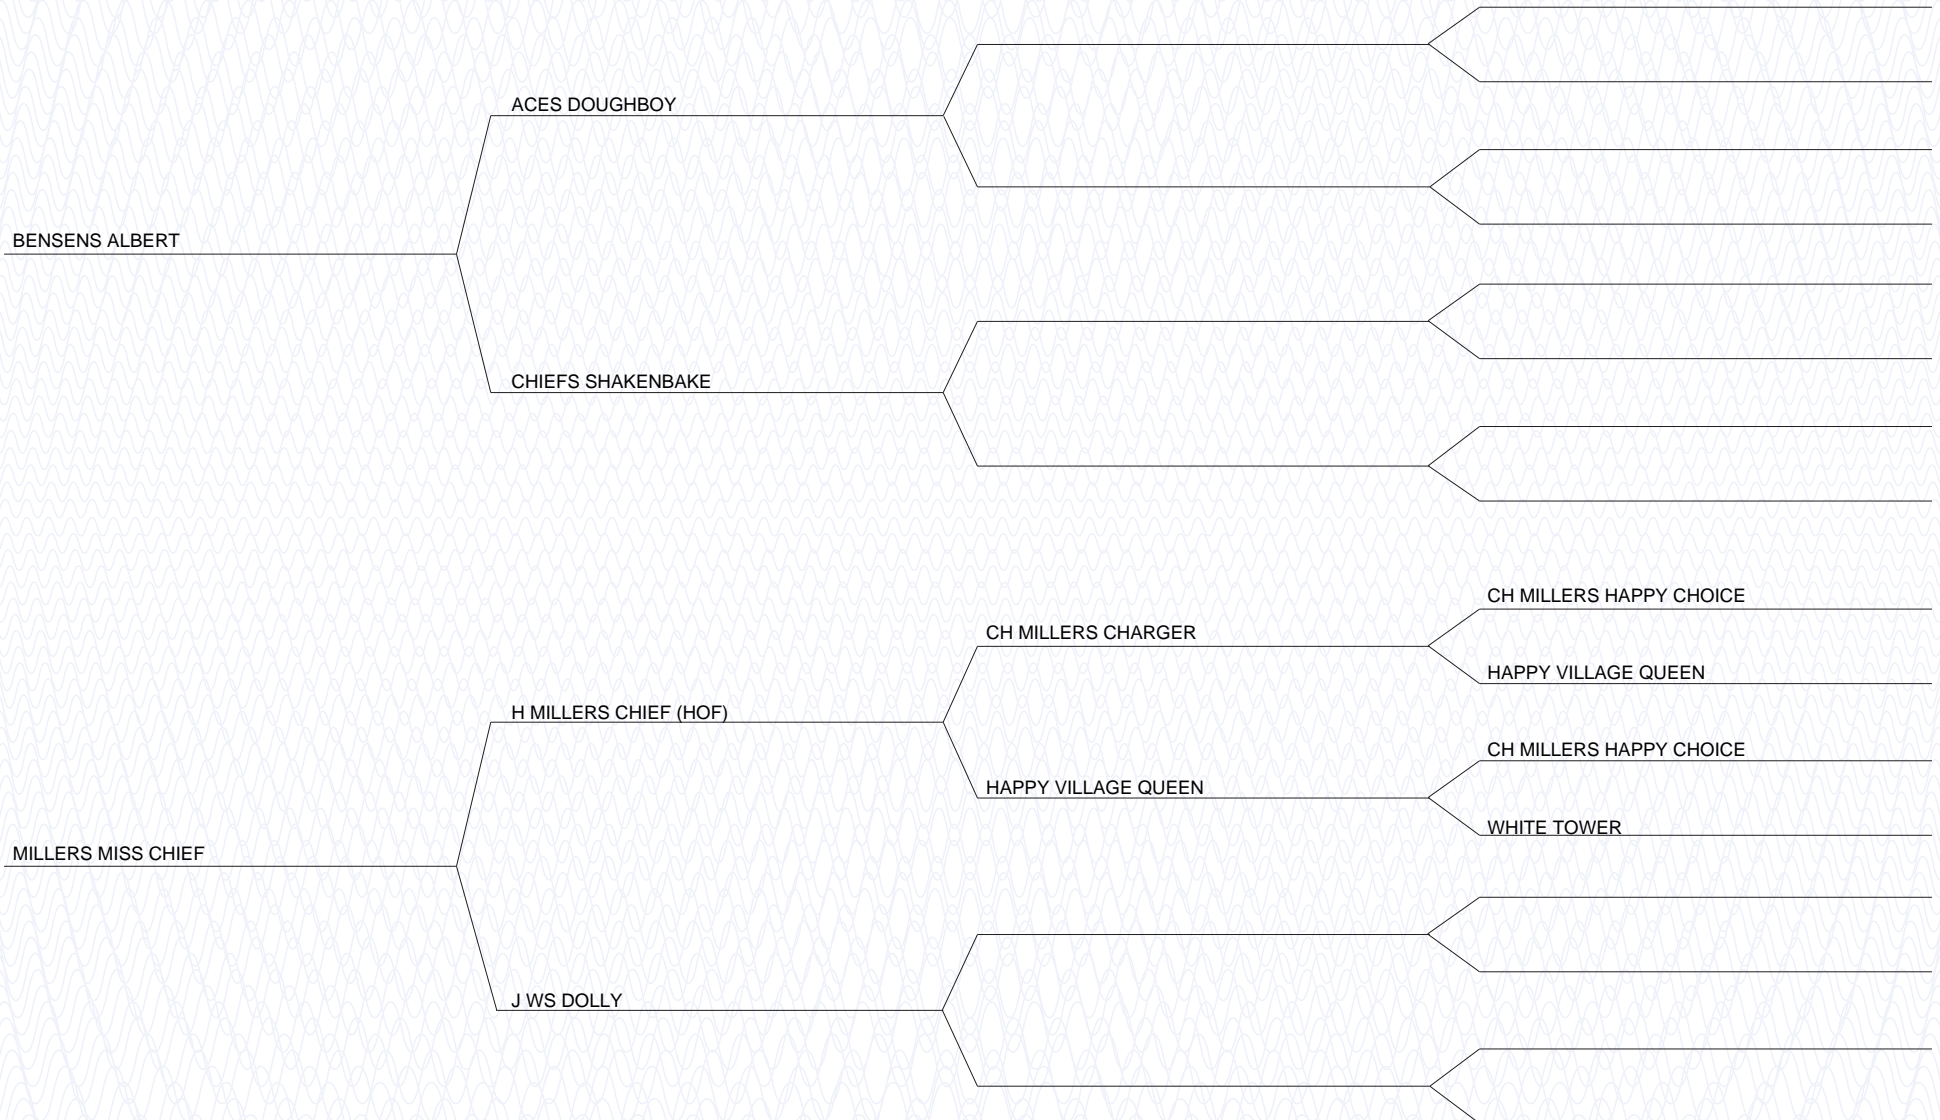 ACES DOUGHBOY
BENSENS ALBERT
CHIEFS SHAKENBAKE
CH MILLERS HAPPY CHOICE
CH MILLERS CHARGER
HAPPY VILLAGE QUEEN
H MILLERS CHIEF (HOF)
CH MILLERS HAPPY CHOICE
HAPPY VILLAGE QUEEN
WHITE TOWER
MILLERS MISS CHIEF
J WS DOLLY